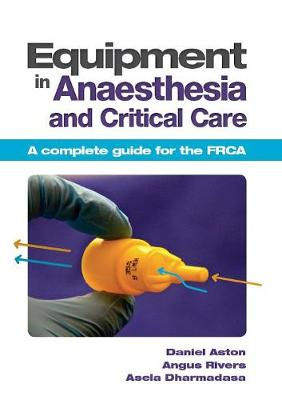 Equipment
in Anaesthesia
and Critical Care
A complete guide for the FRCA
Daniel Aston
Angus Rivers
Asela Dharmadasa